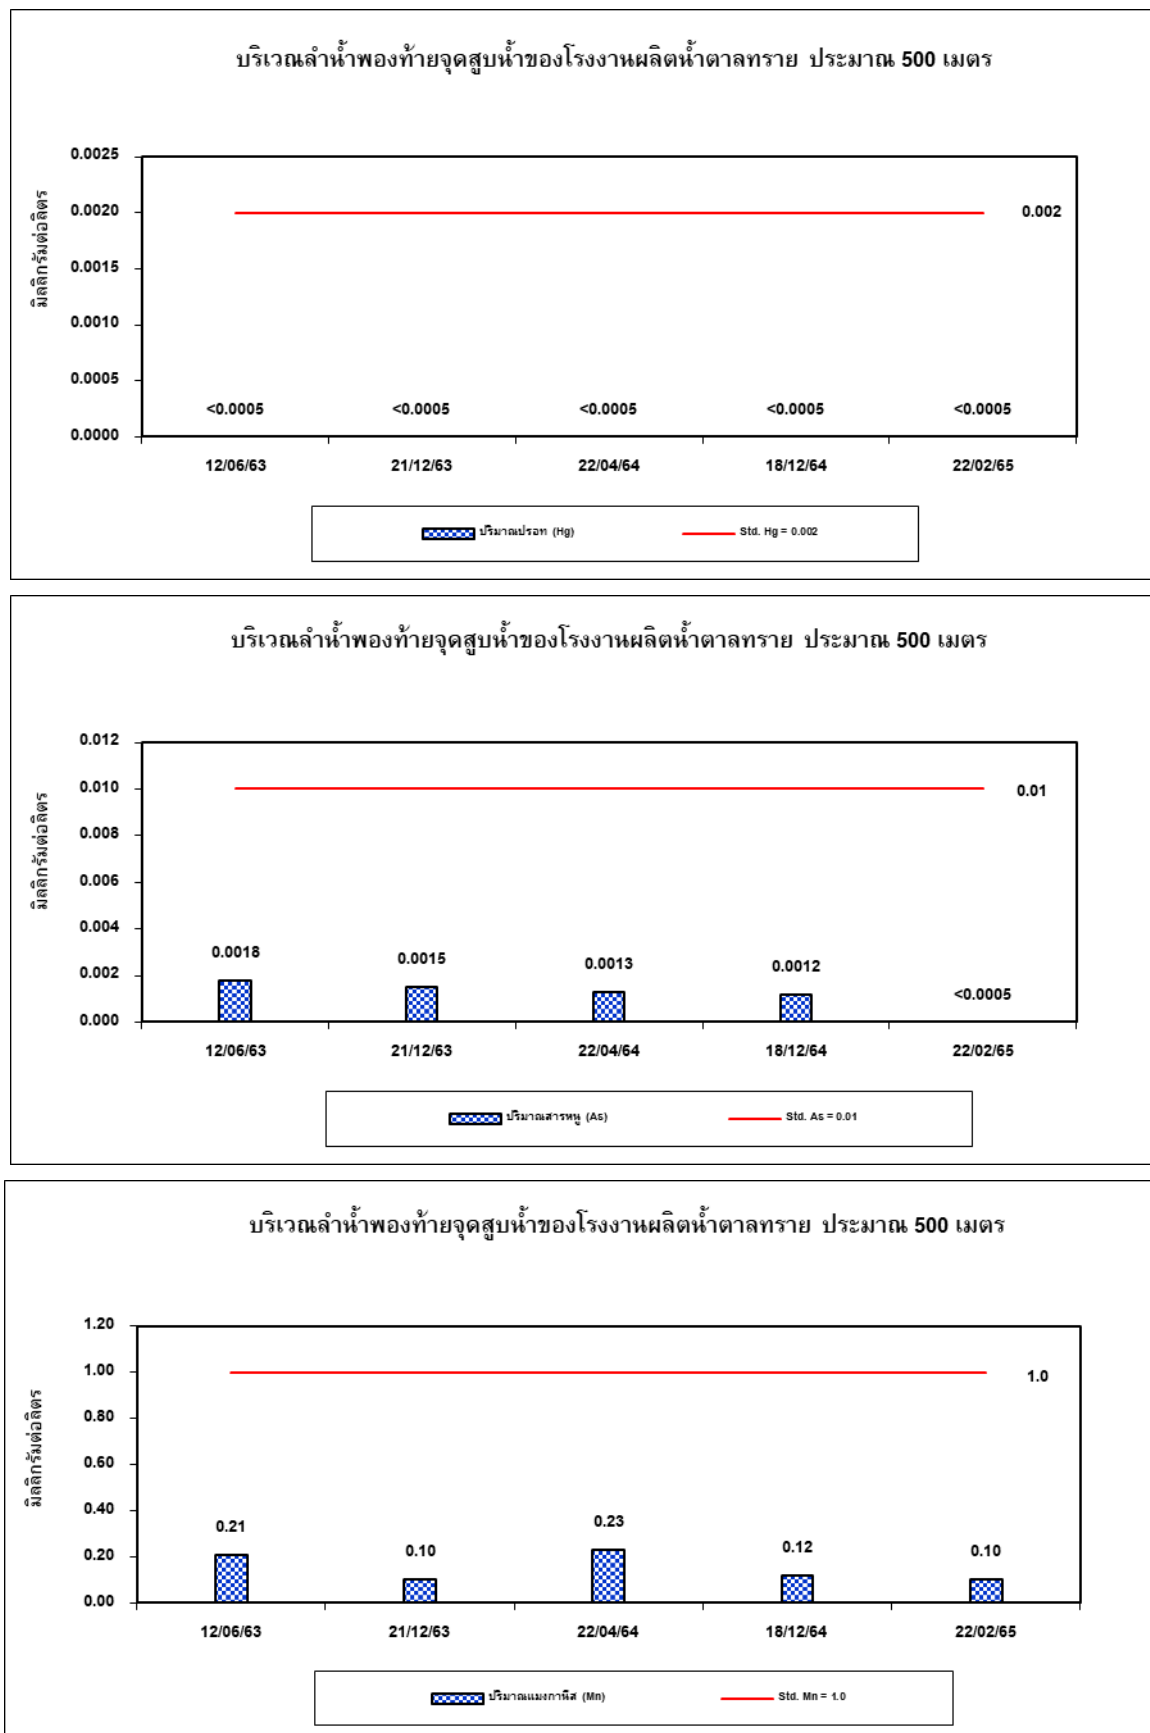 บริเวณลำน้ำพองท้ายจุดสูบน้ำของโรงงานผลิตน้ำตาลทราย ประมาณ 500 เมตร
มิลลิกรัมต่อลิตร
0.0025
0.0020
0.002
0.0015
0.0010
0.0005
<0.0005 <0.0005 <0.0005 <0.0005 <0.0005
0.0000
12/06/63 21/12/63 22/04/64 18/12/64 22/02/65
ปริมาณปรอท (Hg) Std. Hg = 0.002
บริเวณลำน้ำพองท้ายจุดสูบน้ำของโรงงานผลิตน้ำตาลทราย ประมาณ 500 เมตร
มิลลิกรัมต่อลิตร
0.012
0.010
0.01
0.008
0.006
0.004
0.0018 0.0015 0.0013 0.0012 <0.0005
0.002
0.000
12/06/63 21/12/63 22/04/64 18/12/64 22/02/65
ปริมาณสารหนู (As) Std. As = 0.01
บริเวณลำน้ำพองท้ายจุดสูบน้ำของโรงงานผลิตน้ำตาลทราย ประมาณ 500 เมตร
มิลลิกรัมต่อลิตร
1.20
1.00
1.0
0.80
0.60
0.40
0.21 0.10 0.23 0.12 0.10
0.20
0.00
12/06/63 21/12/63 22/04/64 18/12/64 22/02/65
ปริมาณแมงกานีส (Mn) Std. Mn = 1.0